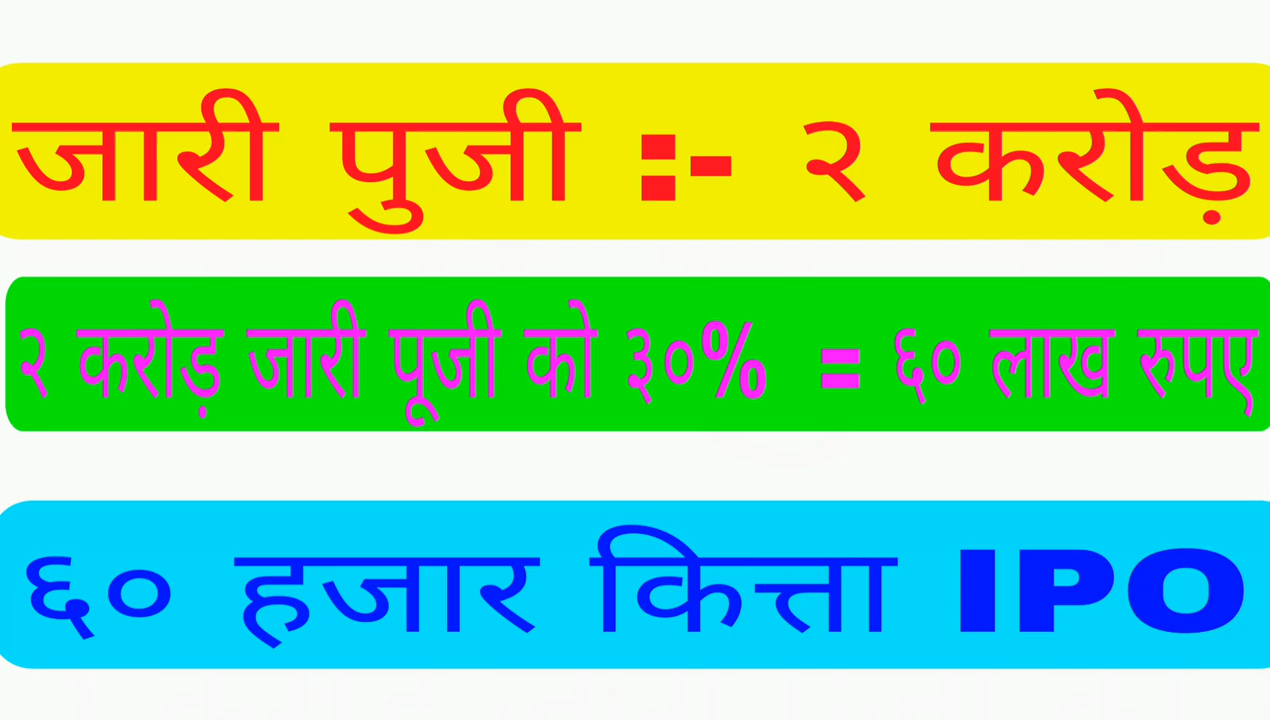 जारी पुजी :- २ करोड़
२ करोड़ जारी पूजी को ३०% = ६० लाख रुपए
६० हजार कित्ता IPO